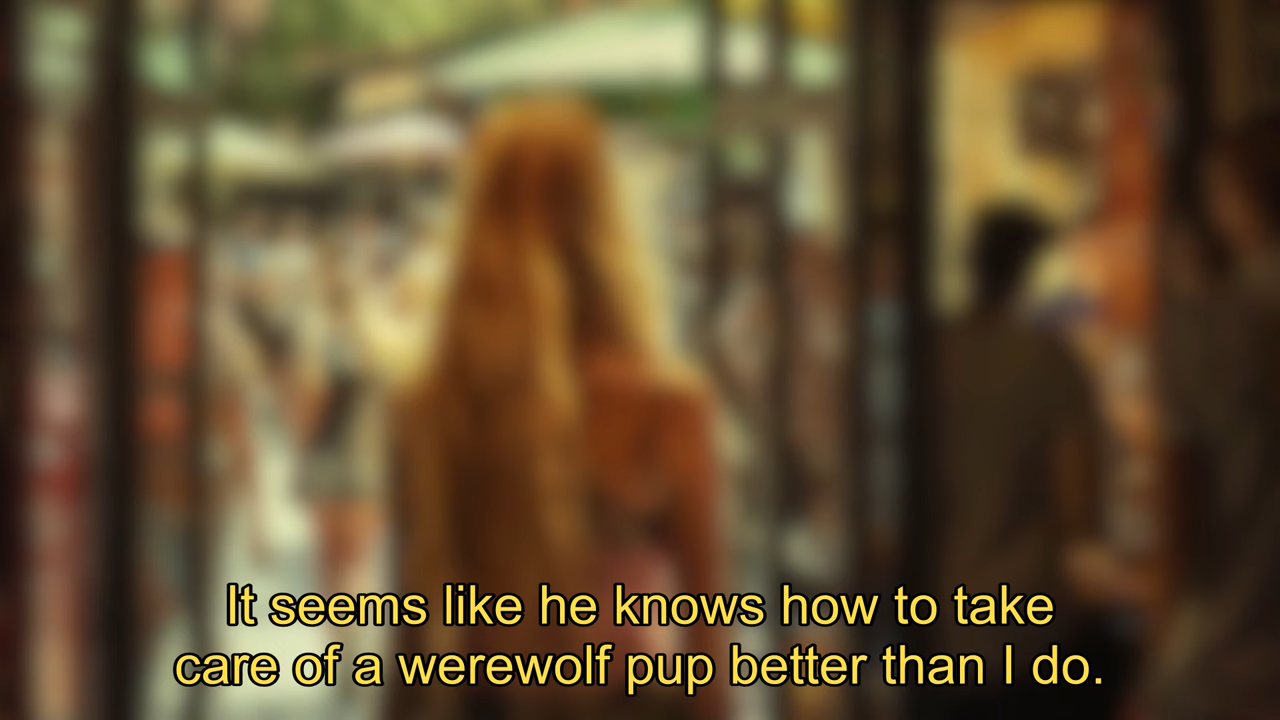 It seems like he knows how to take
care of a werewolf pup better than I do.